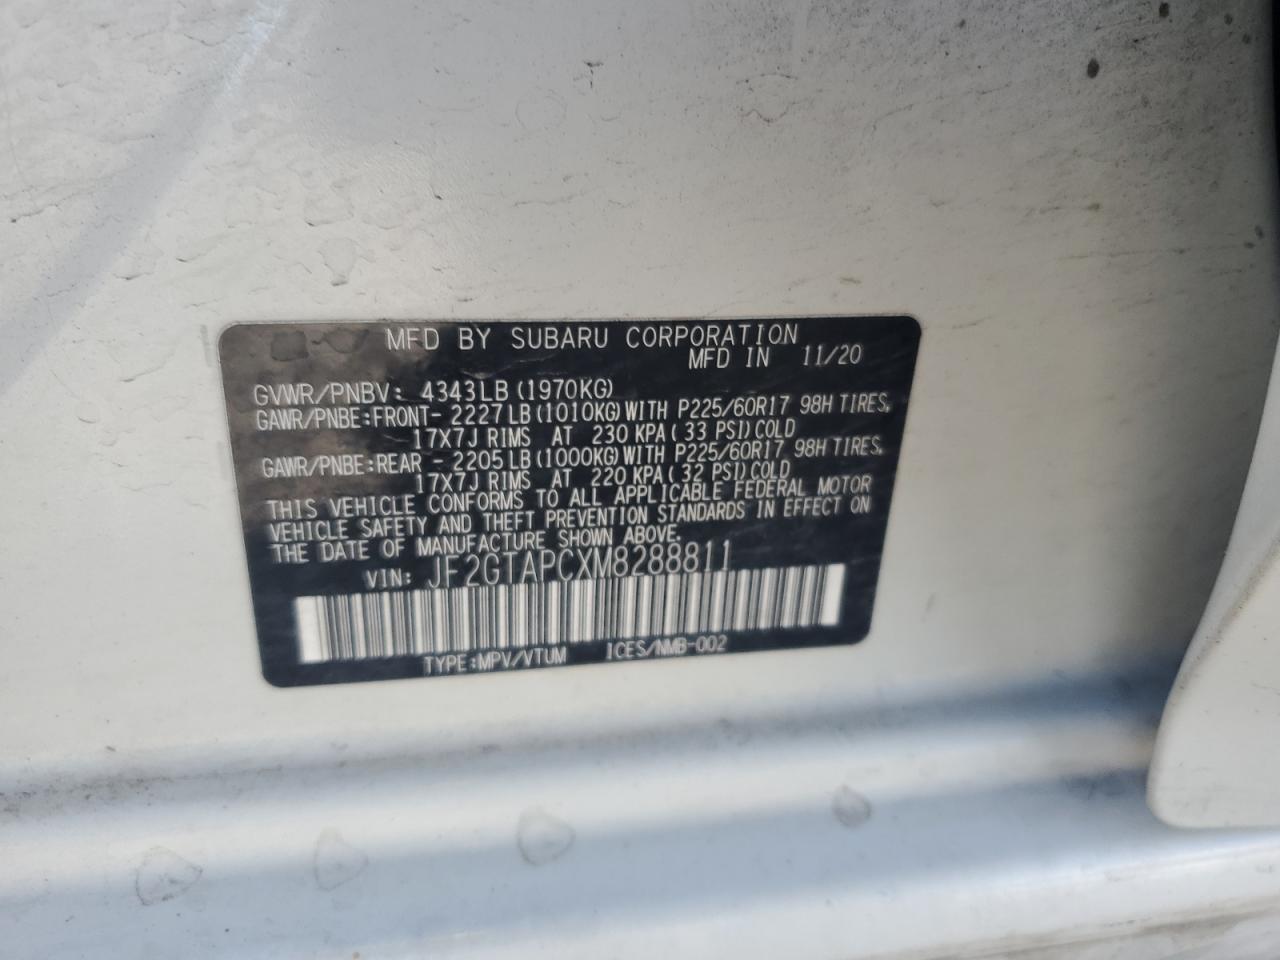 MFD BY SUBARU CORPORATION
MFD IN 11/20
GVWR/PNBV: 4343LB (1970KG)
GAWR/PNBE:FRONT- 2227LB(1010KG)WITH P225/60R17 98H TIRES,
17X7J RIMS AT 230 KPA( 33 PSI)COLD
GAWR/PNBE:REAR - 2205LB(1000KG)WITH P225/60R17 98H TIRES,
17X7J RIMS AT 220 KPA( 32 PSI)COLD
THIS VEHICLE CONFORMS TO ALL APPLICABLE FEDERAL MOTOR
VEHICLE SAFETY AND THEFT PREVENTION STANDARDS IN EFFECT ON
THE DATE OF MANUFACTURE SHOWN ABOVE.
VIN: JF2GTAPCXM8288811
TYPE:MPV/VTUM ICES/NMB-002